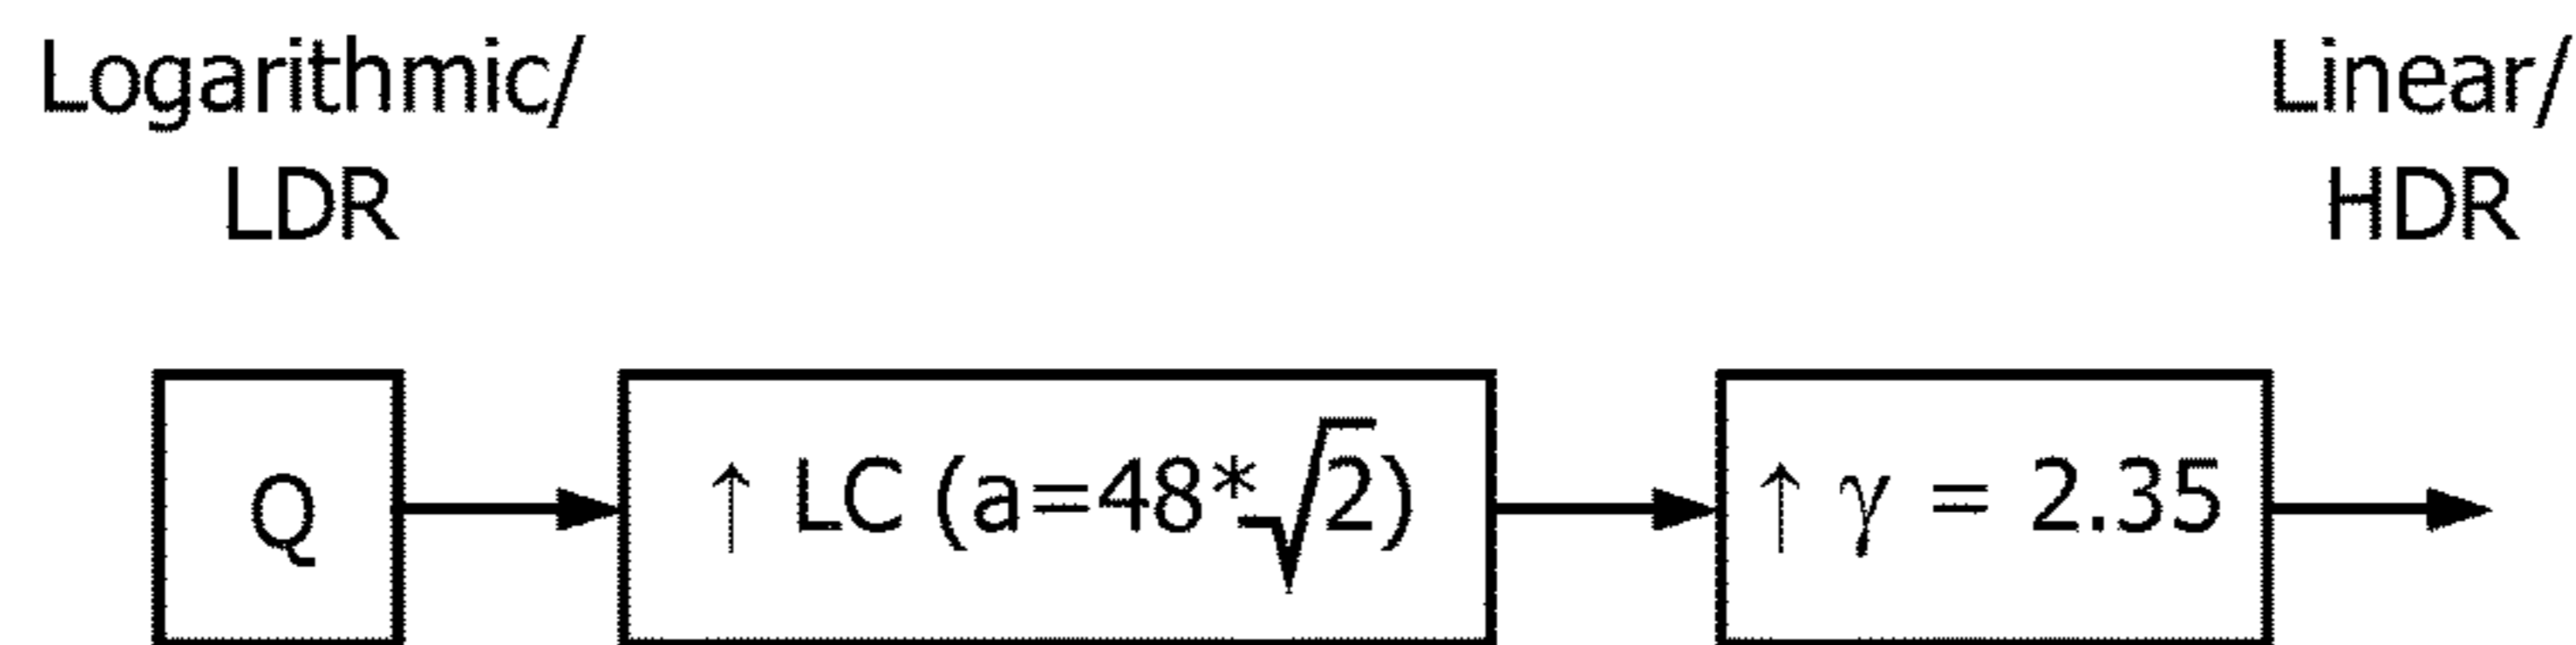 Logarithmic/
LDR
Linear/
HDR
Q
↑ LC (a=48*√2)
↑ γ = 2.35